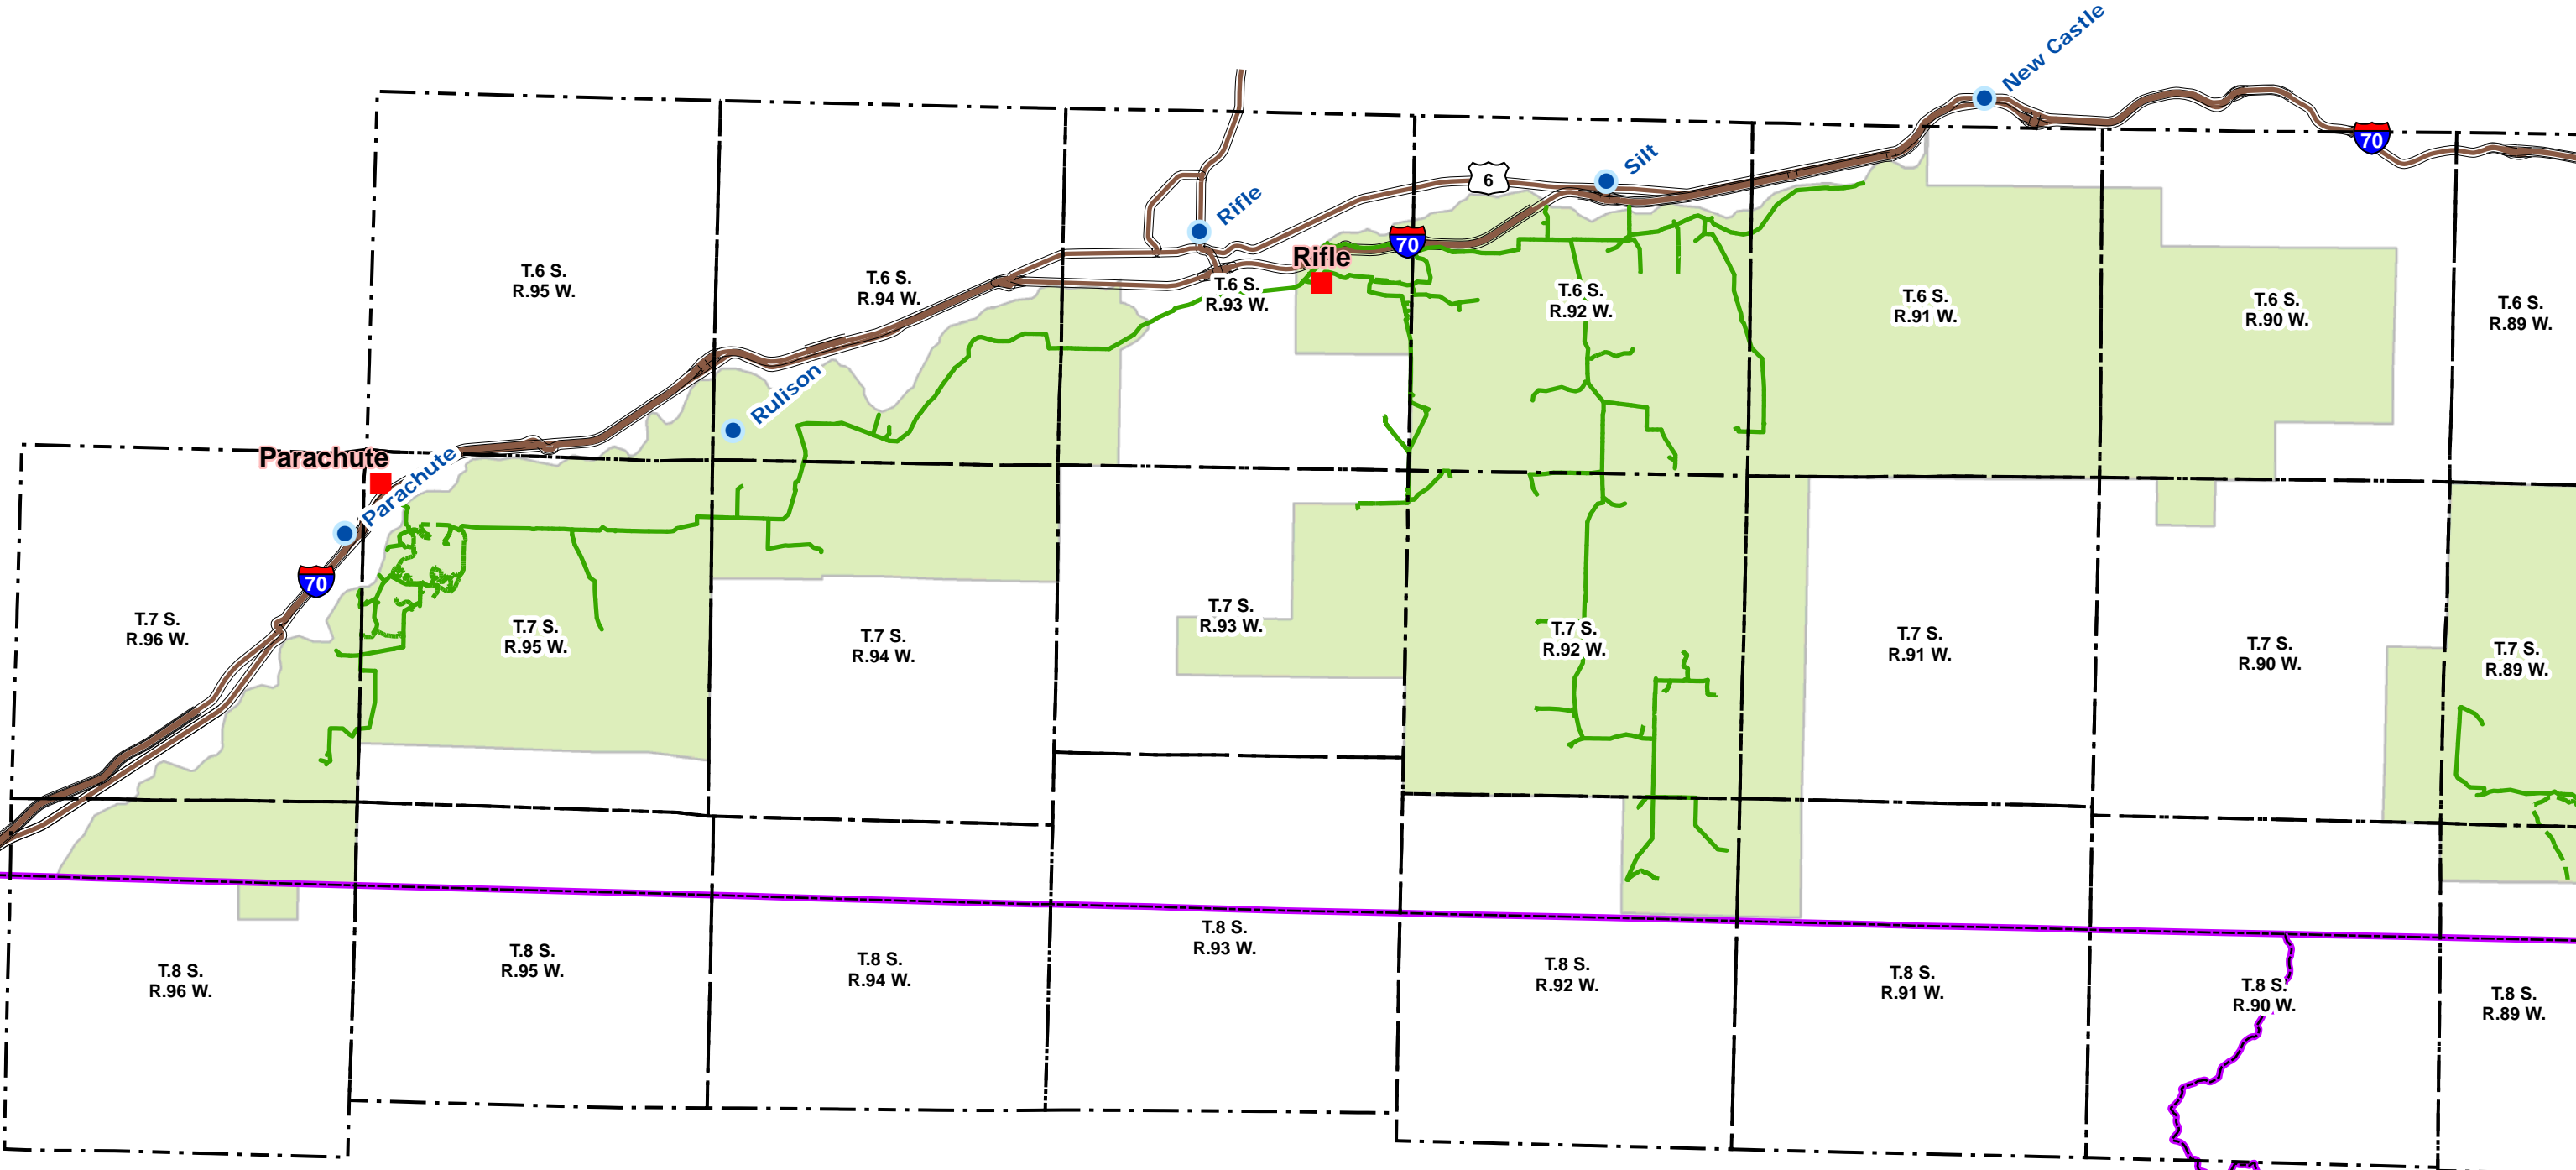 New Castle
70
Silt
6
Rifle
70
Rifle
T.6 S.
R.95 W.
T.6 S.
R.94 W.
T.6 S.
R.93 W.
T.6 S.
R.92 W.
T.6 S.
R.91 W.
T.6 S.
R.90 W.
T.6 S.
R.89 W.
Rulison
Parachute
Parachute
70
T.7 S.
R.96 W.
T.7 S.
R.95 W.
T.7 S.
R.94 W.
T.7 S.
R.93 W.
T.7 S.
R.92 W.
T.7 S.
R.91 W.
T.7 S.
R.90 W.
T.7 S.
R.89 W.
T.8 S.
R.96 W.
T.8 S.
R.95 W.
T.8 S.
R.94 W.
T.8 S.
R.93 W.
T.8 S.
R.92 W.
T.8 S.
R.91 W.
T.8 S.
R.90 W.
T.8 S.
R.89 W.